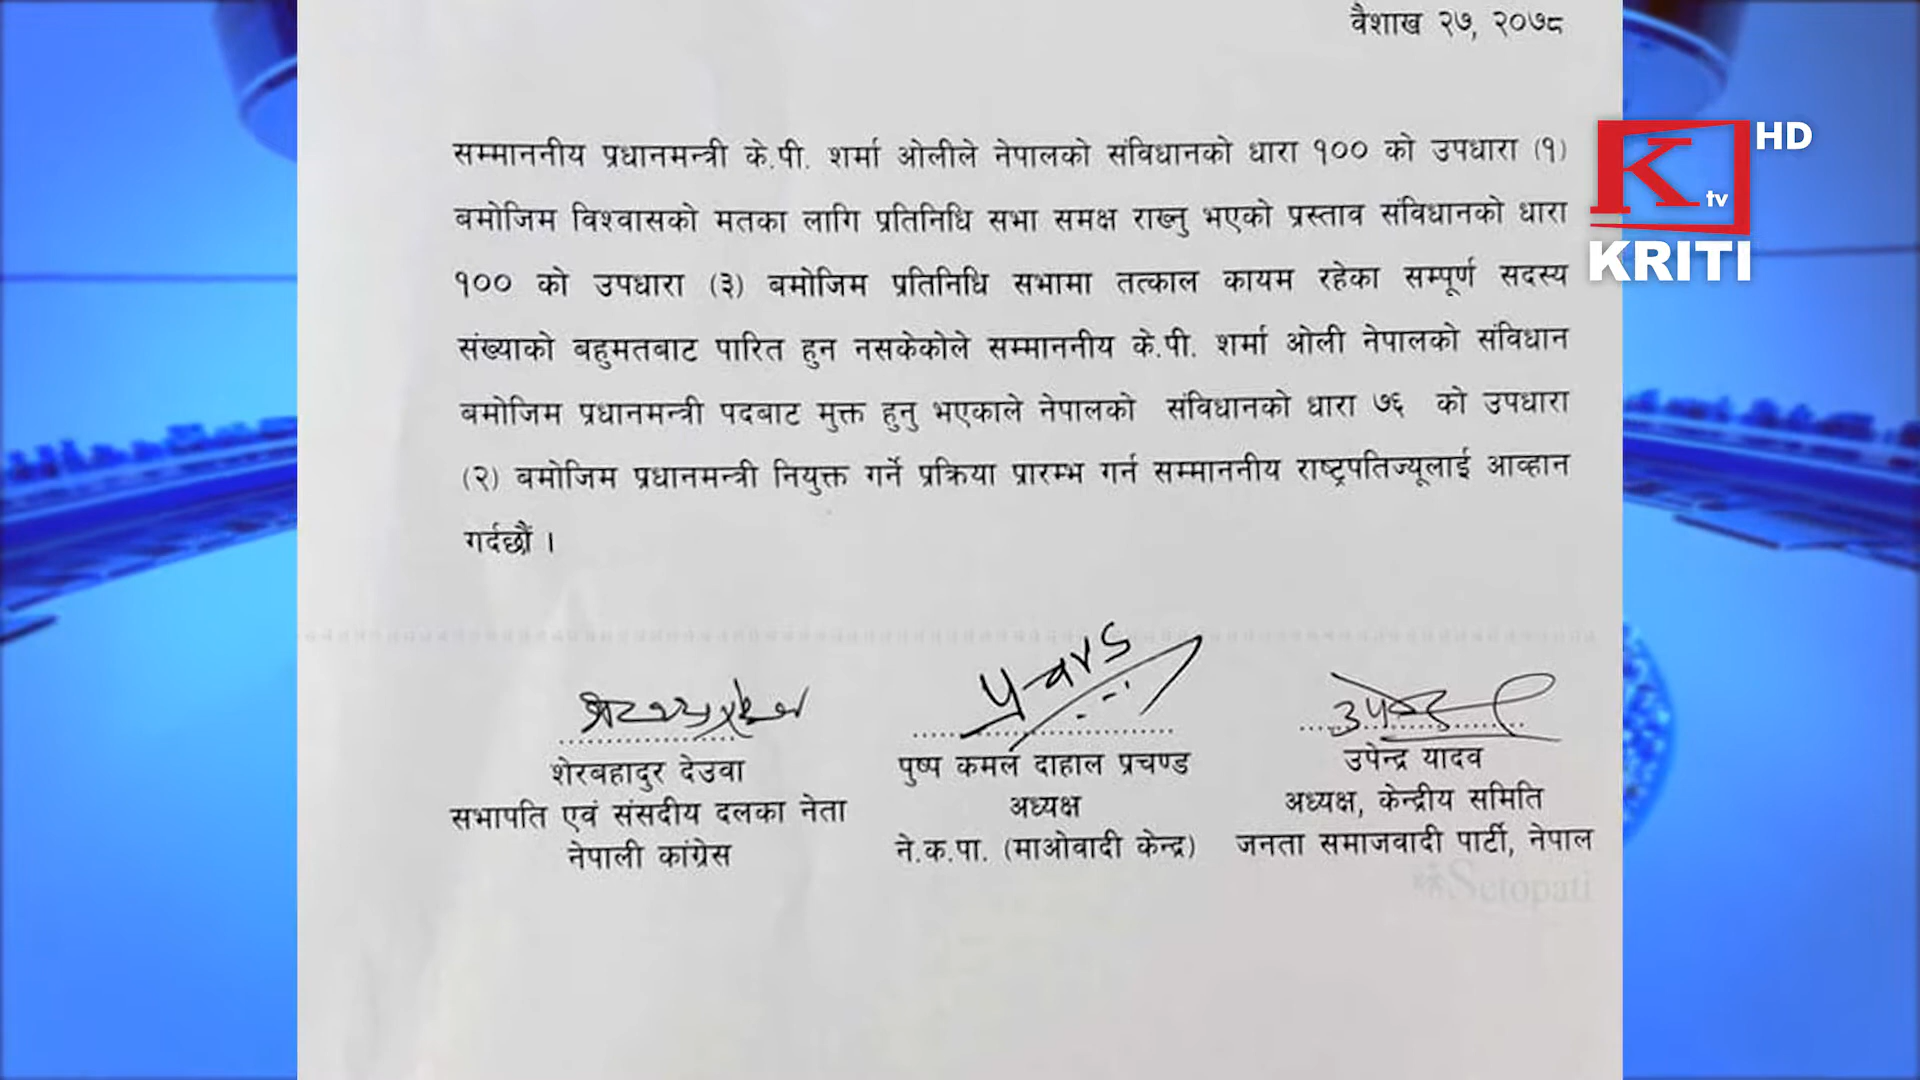 वैशाख २७, २०७८
HD
K tv
KRITI
सम्माननीय प्रधानमन्त्री के.पी. शर्मा ओलीले नेपालको संविधानको धारा १०० को उपधारा (१)
बमोजिम विश्वासको मतका लागि प्रतिनिधि सभा समक्ष राख्नु भएको प्रस्ताव संविधानको धारा
१०० को उपधारा (३) बमोजिम प्रतिनिधि सभामा तत्काल कायम रहेका सम्पूर्ण सदस्य
संख्याको बहुमतबाट पारित हुन नसकेकोले सम्माननीय के.पी. शर्मा ओली नेपालको संविधान
बमोजिम प्रधानमन्त्री पदबाट मुक्त हुनु भएकाले नेपालको संविधानको धारा ७६ को उपधारा
(२) बमोजिम प्रधानमन्त्री नियुक्त गर्ने प्रक्रिया प्रारम्भ गर्न सम्माननीय राष्ट्रपतिज्यूलाई आव्हान
गर्दछौं ।
शेरबहादुर देउवा
सभापति एवं संसदीय दलका नेता
नेपाली कांग्रेस
पुष्प कमल दाहाल प्रचण्ड
अध्यक्ष
ने.क.पा. (माओवादी केन्द्र)
उपेन्द्र यादव
अध्यक्ष, केन्द्रीय समिति
जनता समाजवादी पार्टी, नेपाल
Setopati